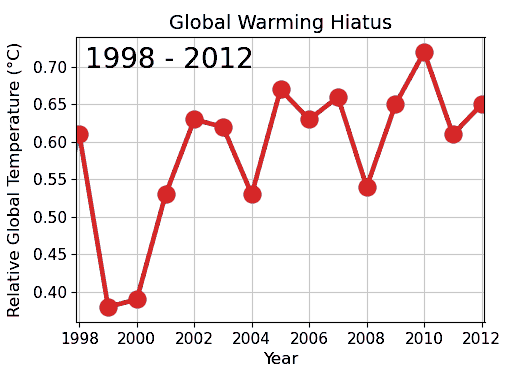 Global Warming Hiatus
1998 - 2012
Relative Global Temperature (°C)
0.70
0.65
0.60
0.55
0.50
0.45
0.40
1998 2000 2002 2004 2006 2008 2010 2012
Year